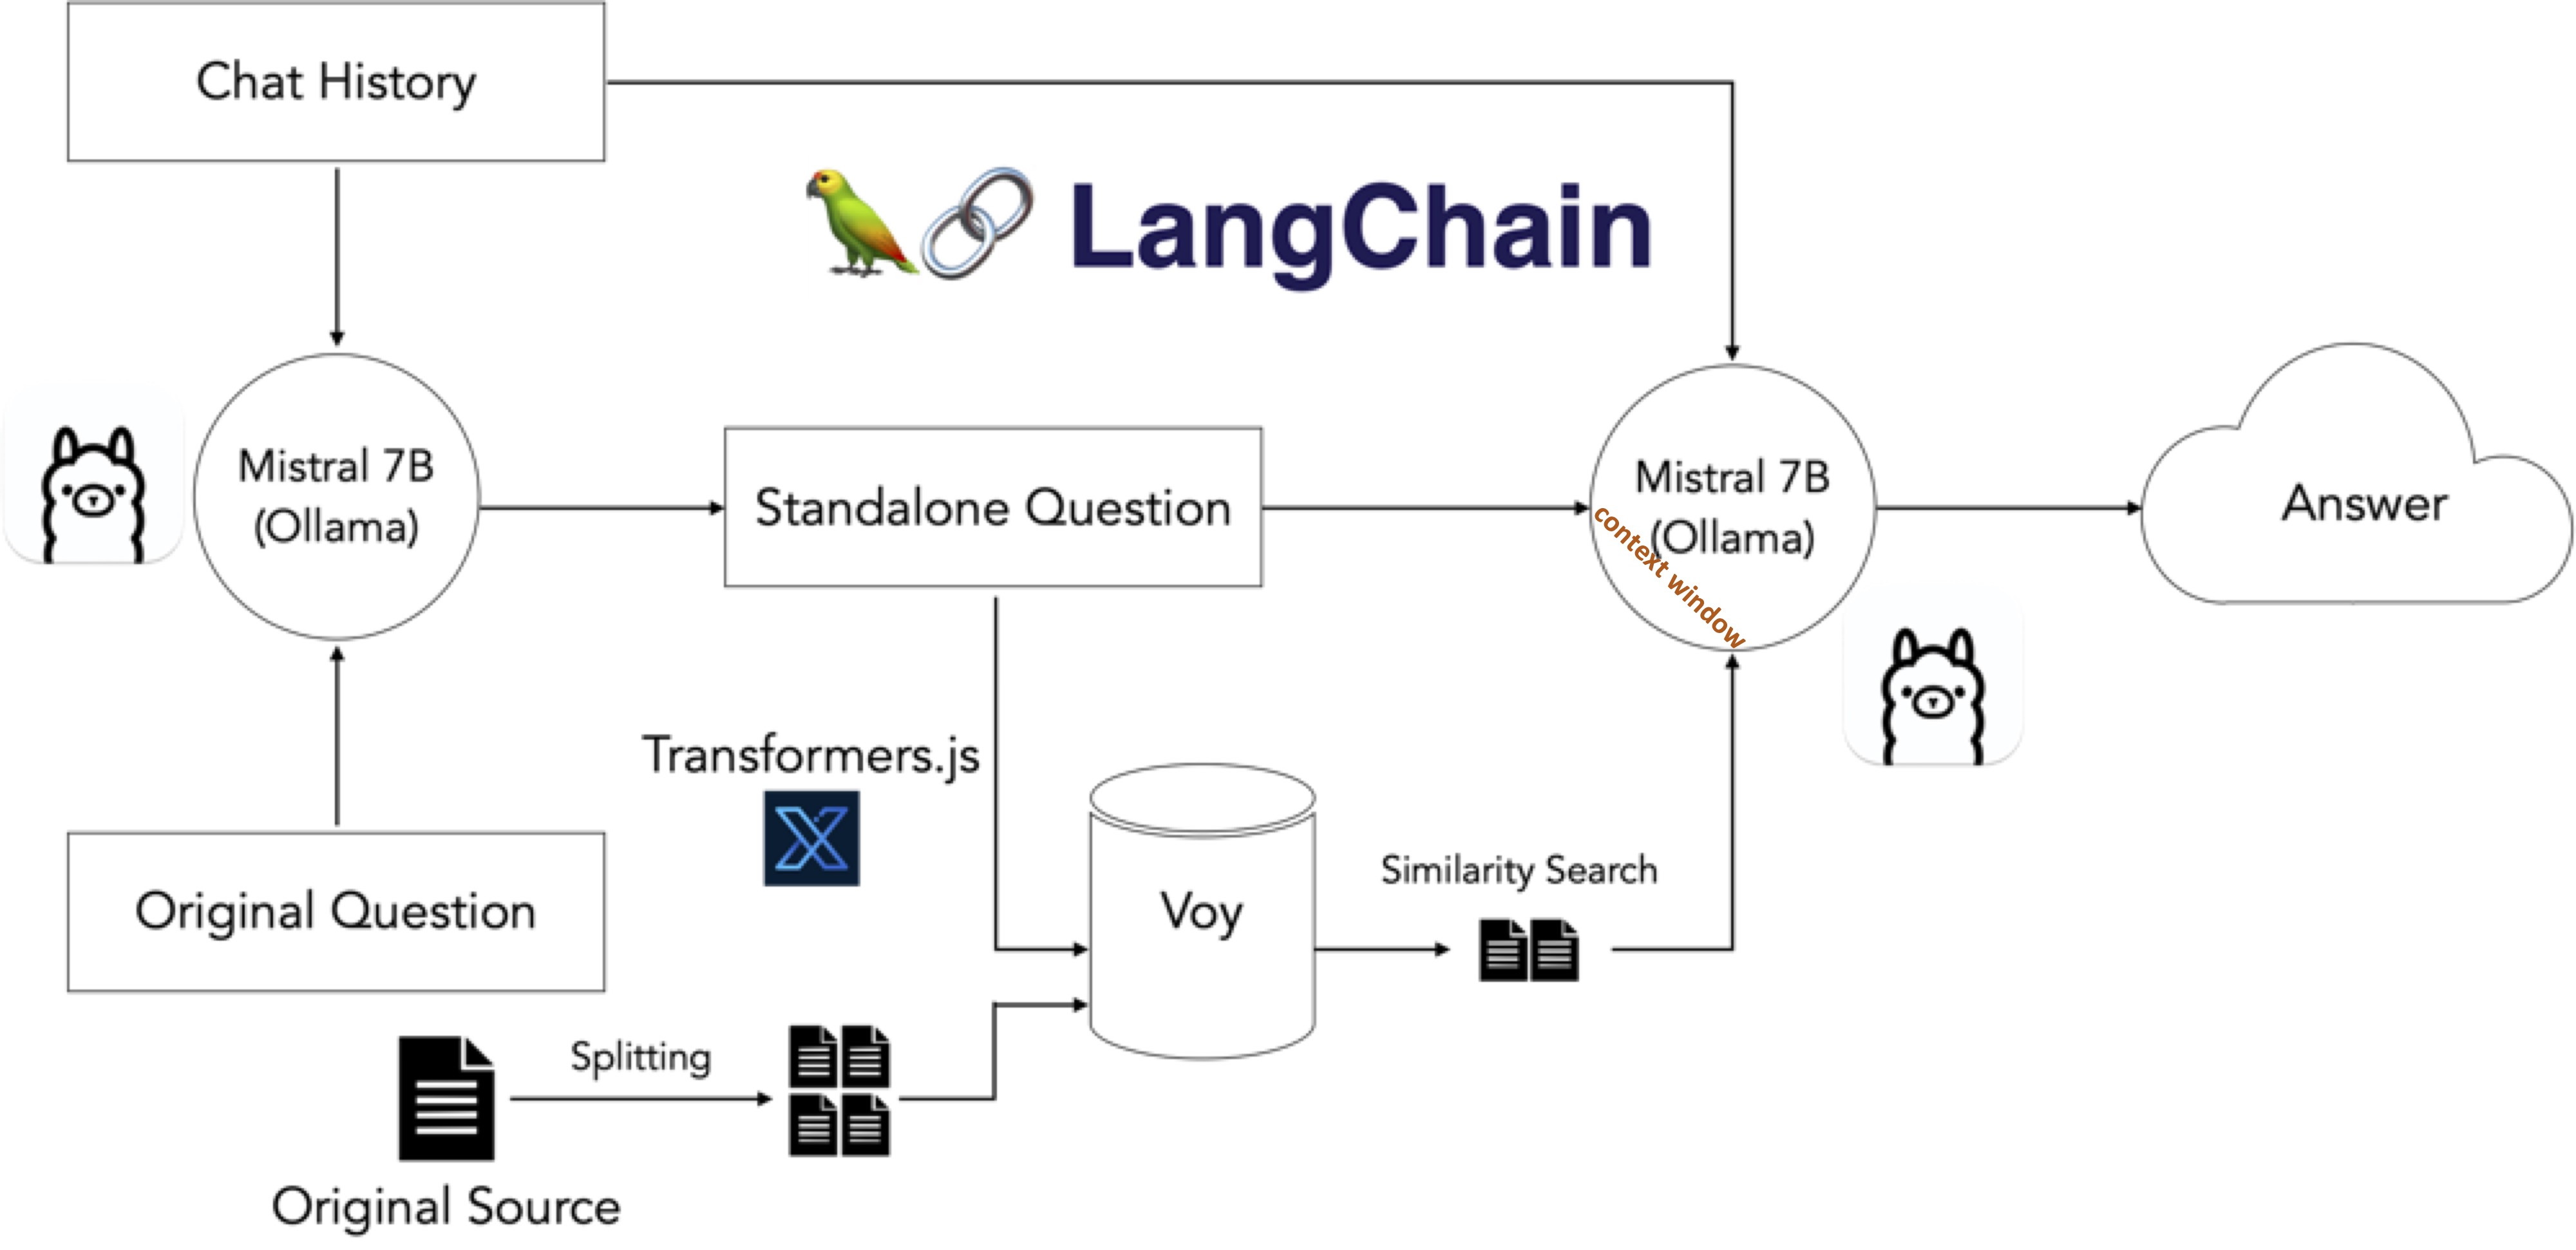 Chat History
LangChain
Mistral 7B
(Ollama)
Standalone Question
Mistral 7B
(Ollama)
context window
Answer
Transformers.js
Original Question
Voy
Similarity Search
Splitting
Original Source